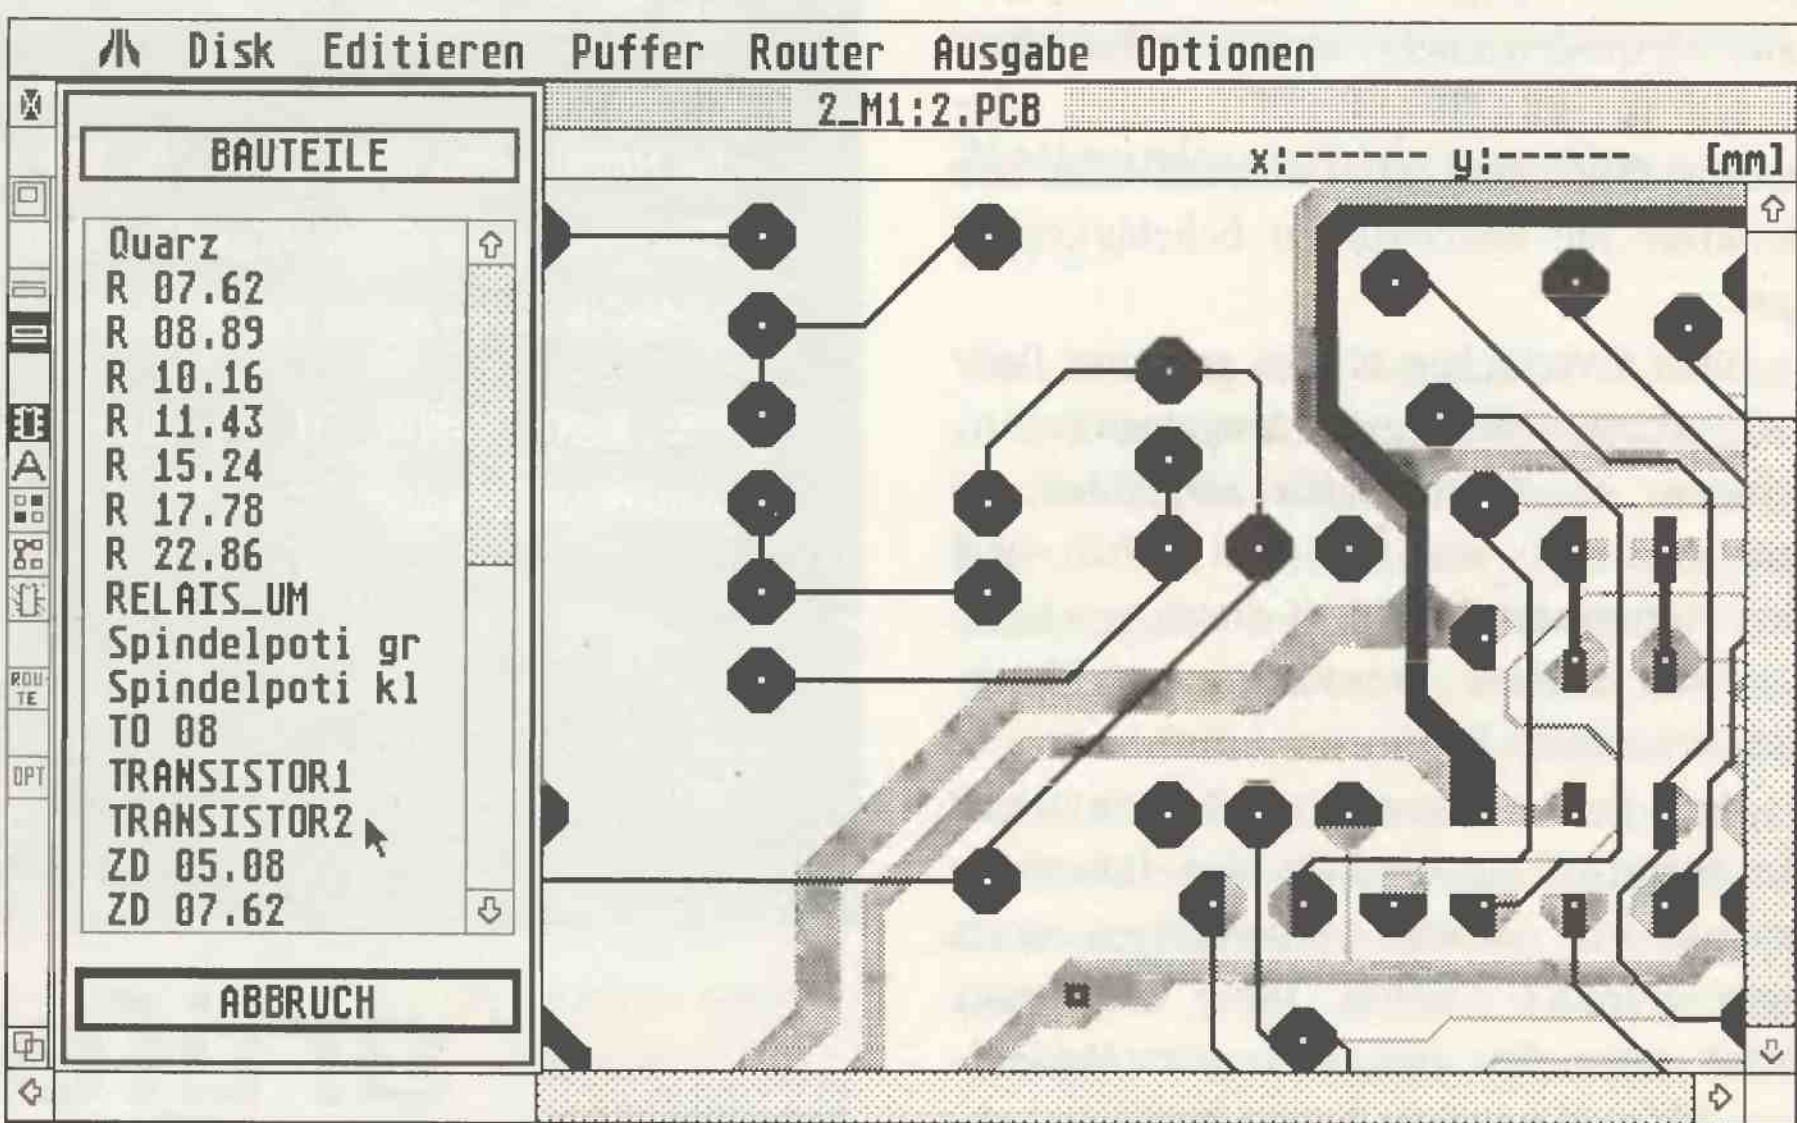 Disk Editieren Puffer Router Ausgabe Optionen
2_M1:2.PCB
x:------ y:------ [mm]
BAUTEILE
Quarz
R 07.62
R 08.89
R 10.16
R 11.43
R 15.24
R 17.78
R 22.86
RELAIS_UM
Spindelpoti gr
Spindelpoti kl
TO 08
TRANSISTOR1
TRANSISTOR2
ZD 05.08
ZD 07.62
ABBRUCH
A
ROU-
TE
OPT